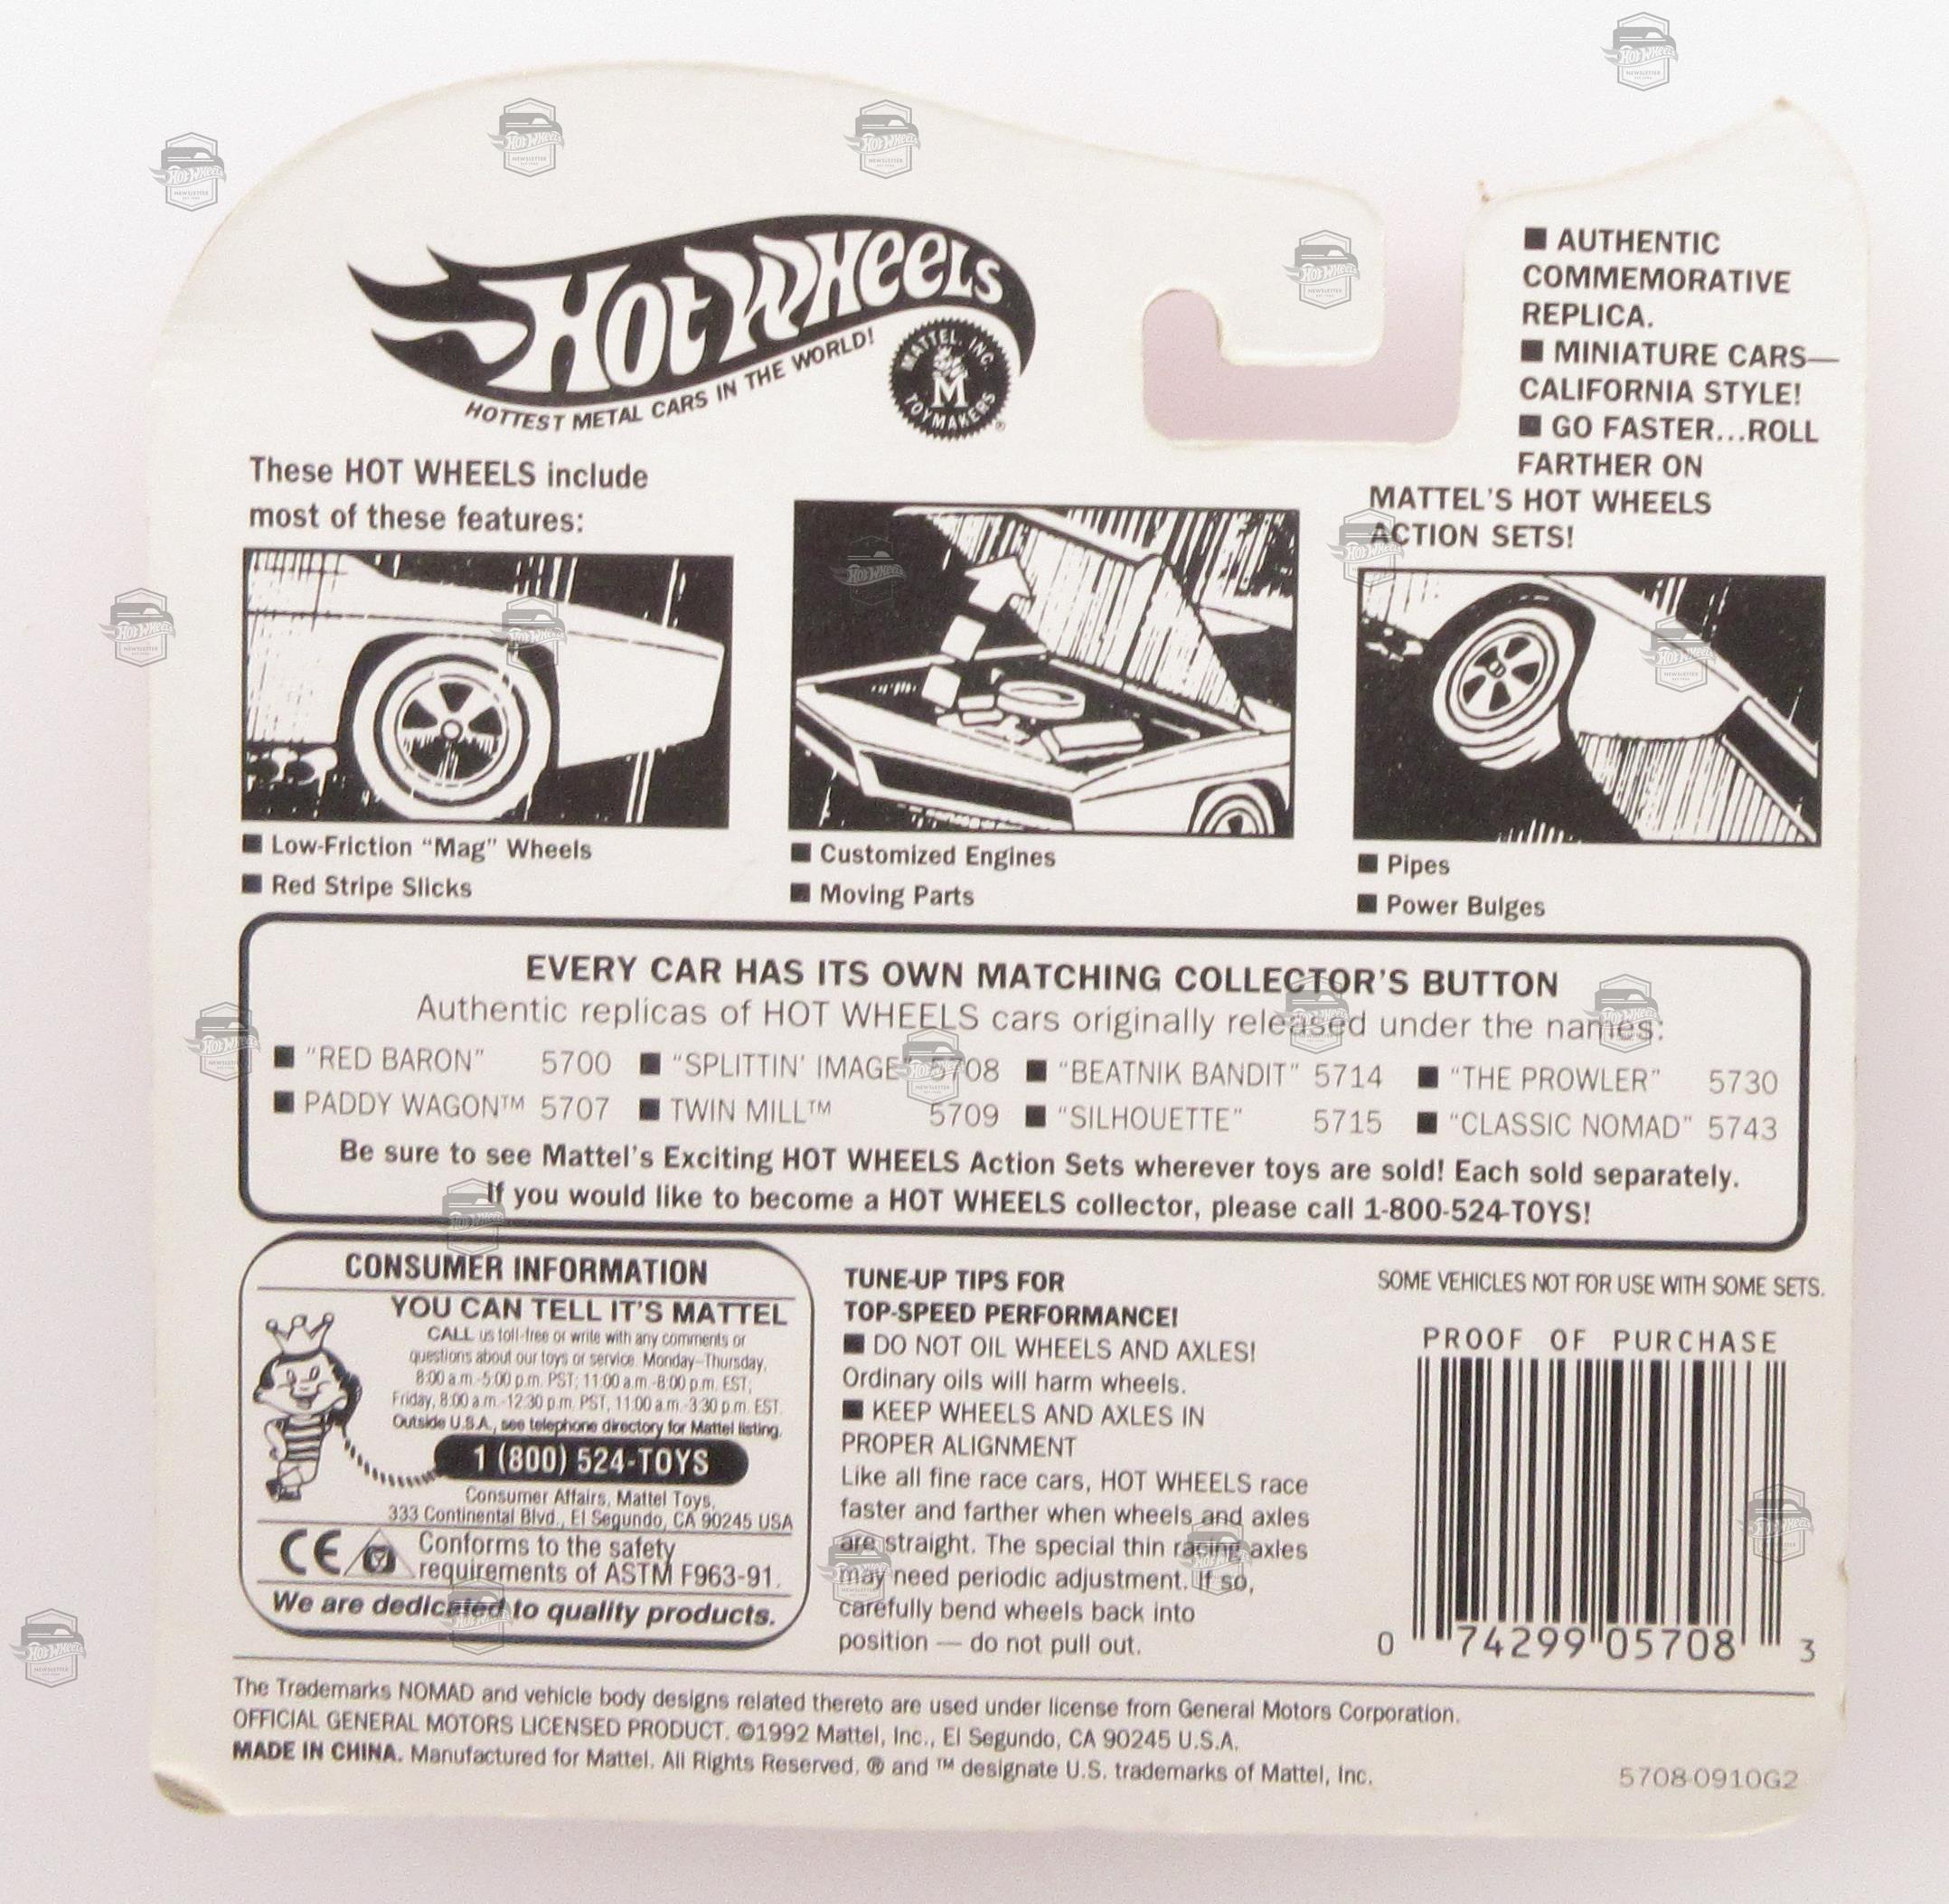 HOT WHEELS
HOTTEST METAL CARS IN THE WORLD!
MATTEL, INC.
M
TOYMAKERS
®
■ AUTHENTIC
COMMEMORATIVE
REPLICA.
■ MINIATURE CARS—
CALIFORNIA STYLE!
■ GO FASTER...ROLL
FARTHER ON
MATTEL'S HOT WHEELS
ACTION SETS!
These HOT WHEELS include
most of these features:
■ Low-Friction “Mag” Wheels
■ Red Stripe Slicks
■ Customized Engines
■ Moving Parts
■ Pipes
■ Power Bulges
EVERY CAR HAS ITS OWN MATCHING COLLECTOR'S BUTTON
Authentic replicas of HOT WHEELS cars originally released under the names:
■ “RED BARON” 5700 ■ “SPLITTIN' IMAGE” 5708 ■ “BEATNIK BANDIT” 5714 ■ “THE PROWLER” 5730
■ PADDY WAGON™ 5707 ■ TWIN MILL™ 5709 ■ “SILHOUETTE” 5715 ■ “CLASSIC NOMAD” 5743
Be sure to see Mattel's Exciting HOT WHEELS Action Sets wherever toys are sold! Each sold separately.
If you would like to become a HOT WHEELS collector, please call 1-800-524-TOYS!
CONSUMER INFORMATION
YOU CAN TELL IT'S MATTEL
CALL us toll-free or write with any comments or
questions about our toys or service. Monday–Thursday,
8:00 a.m.-5:00 p.m. PST; 11:00 a.m.-8:00 p.m. EST;
Friday, 8:00 a.m.-12:30 p.m. PST, 11:00 a.m.-3:30 p.m. EST.
Outside U.S.A., see telephone directory for Mattel listing.
1 (800) 524-TOYS
Consumer Affairs, Mattel Toys,
333 Continental Blvd., El Segundo, CA 90245 USA
CE Conforms to the safety
requirements of ASTM F963-91.
We are dedicated to quality products.
TUNE-UP TIPS FOR
TOP-SPEED PERFORMANCE!
■ DO NOT OIL WHEELS AND AXLES!
Ordinary oils will harm wheels.
■ KEEP WHEELS AND AXLES IN
PROPER ALIGNMENT
Like all fine race cars, HOT WHEELS race
faster and farther when wheels and axles
are straight. The special thin racing axles
may need periodic adjustment. If so,
carefully bend wheels back into
position — do not pull out.
SOME VEHICLES NOT FOR USE WITH SOME SETS.
PROOF OF PURCHASE
0 74299 05708 3
The Trademarks NOMAD and vehicle body designs related thereto are used under license from General Motors Corporation.
OFFICIAL GENERAL MOTORS LICENSED PRODUCT. ©1992 Mattel, Inc., El Segundo, CA 90245 U.S.A.
MADE IN CHINA. Manufactured for Mattel. All Rights Reserved. ® and ™ designate U.S. trademarks of Mattel, Inc.
5708-0910G2